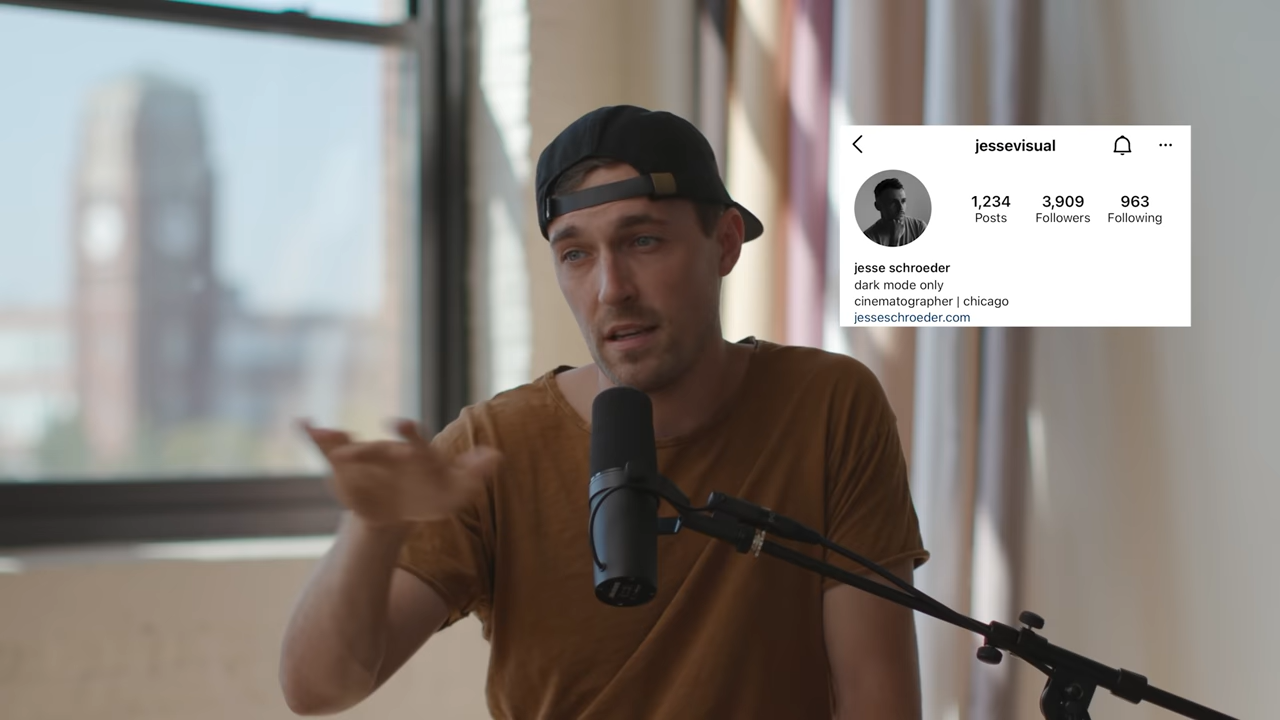 jessevisual
1,234 3,909 963
Posts Followers Following
jesse schroeder
dark mode only
cinematographer | chicago
jesseschroeder.com